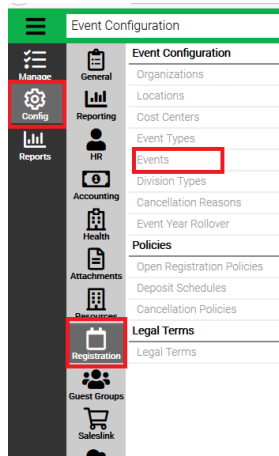 Event Configuration
Manage
Config
Reports
General
Reporting
HR
Accounting
Health
Attachments
Resources
Registration
Guest Groups
Saleslink
Event Configuration
Organizations
Locations
Cost Centers
Event Types
Events
Division Types
Cancellation Reasons
Event Year Rollover
Policies
Open Registration Policies
Deposit Schedules
Cancellation Policies
Legal Terms
Legal Terms